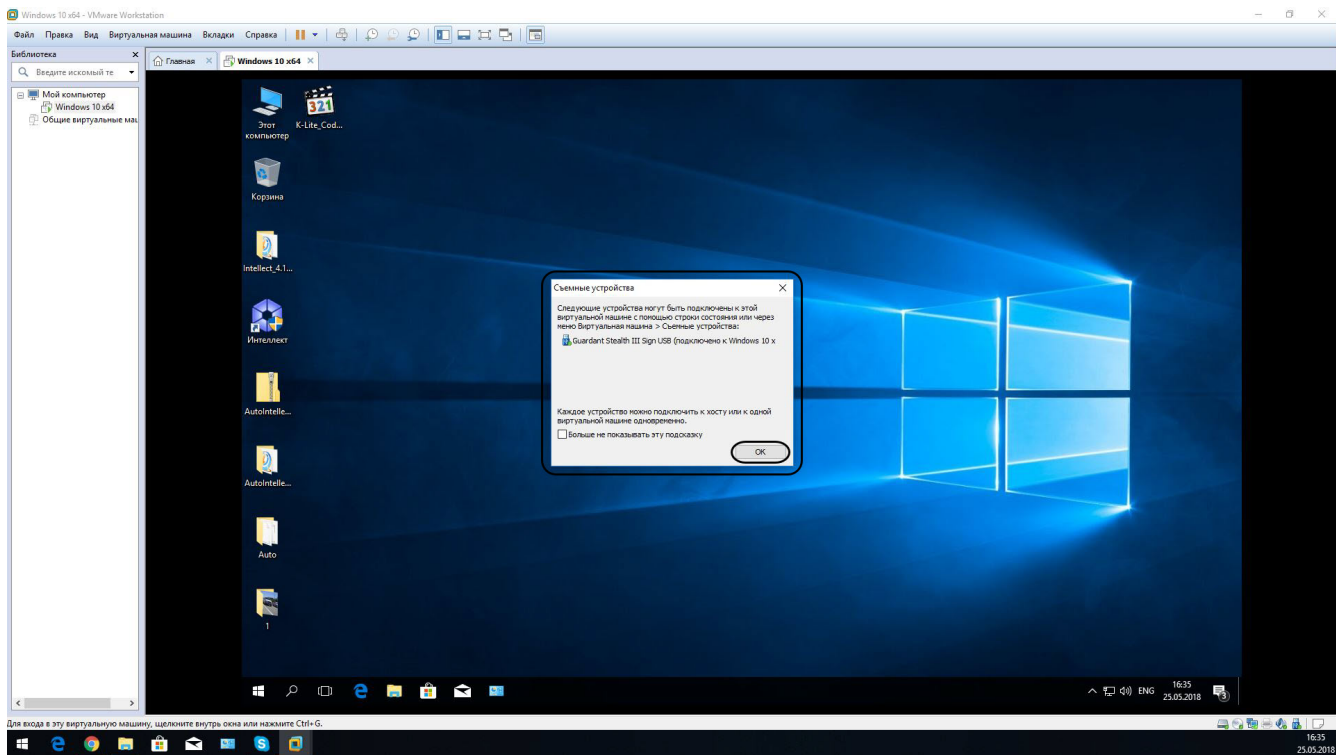 Windows 10 x64 - VMware Workstation
Файл Правка Вид Виртуальная машина Вкладки Справка
Библиотека
Введите искомый те
Мой компьютер
Windows 10 x64
Общие виртуальные маш
Главная
Windows 10 x64
Этот компьютер
K-Lite_Cod...
321
Корзина
Intellect_4.1...
Интеллект
AutoIntelle...
AutoIntelle...
Auto
1
Съемные устройства
Следующие устройства могут быть подключены к этой
виртуальной машине с помощью строки состояния или через
меню Виртуальная машина > Съемные устройства:
Guardant Stealth III Sign USB (подключено к Windows 10 x
Каждое устройство можно подключить к хосту или к одной
виртуальной машине одновременно.
Больше не показывать эту подсказку
OK
ENG
16:35
25.05.2018
3
Для входа в эту виртуальную машину, щелкните внутрь окна или нажмите Ctrl+G.
16:35
25.05.2018